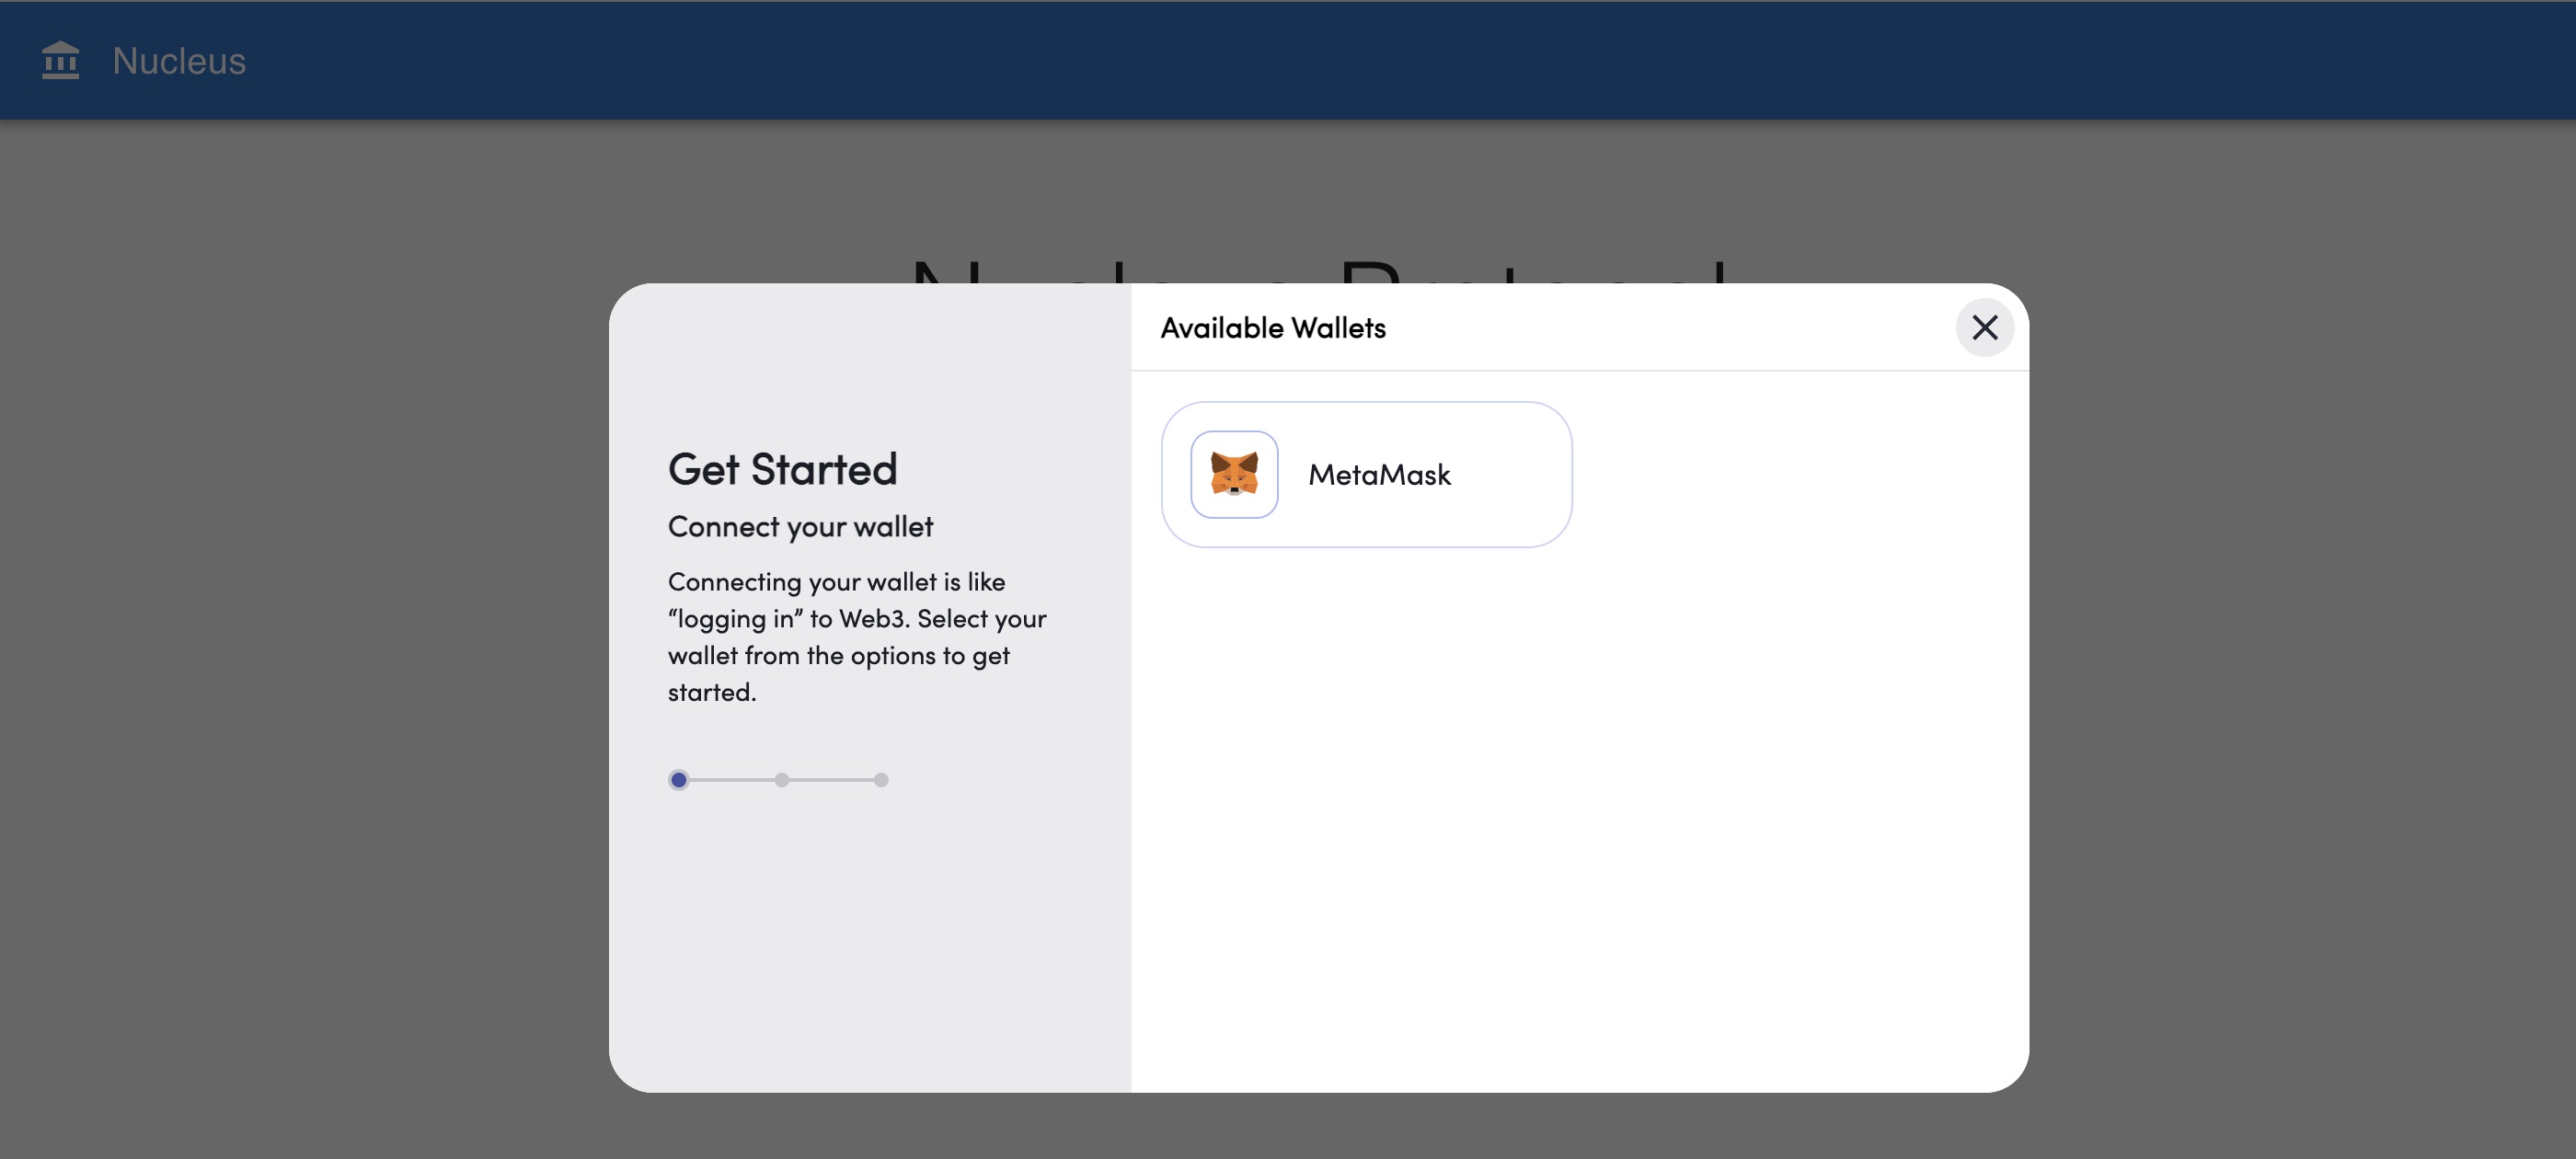 Nucleus
Available Wallets
MetaMask
Get Started
Connect your wallet
Connecting your wallet is like
“logging in” to Web3. Select your
wallet from the options to get
started.